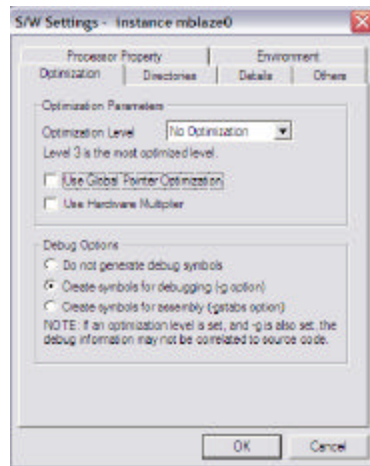 S/W Settings - instance mblaze0
Processor Property
Environment
Optimization
Directories
Details
Others
Optimization Parameters
Optimization Level
No Optimization
Level 3 is the most optimized level.
Use Global Pointer Optimization
Use Hardware Multiplier
Debug Options
Do not generate debug symbols
Create symbols for debugging (-g option)
Create symbols for assembly (-gstabs option)
NOTE: If an optimization level is set, and -g is also set, the
debug information may not be correlated to source code.
OK
Cancel